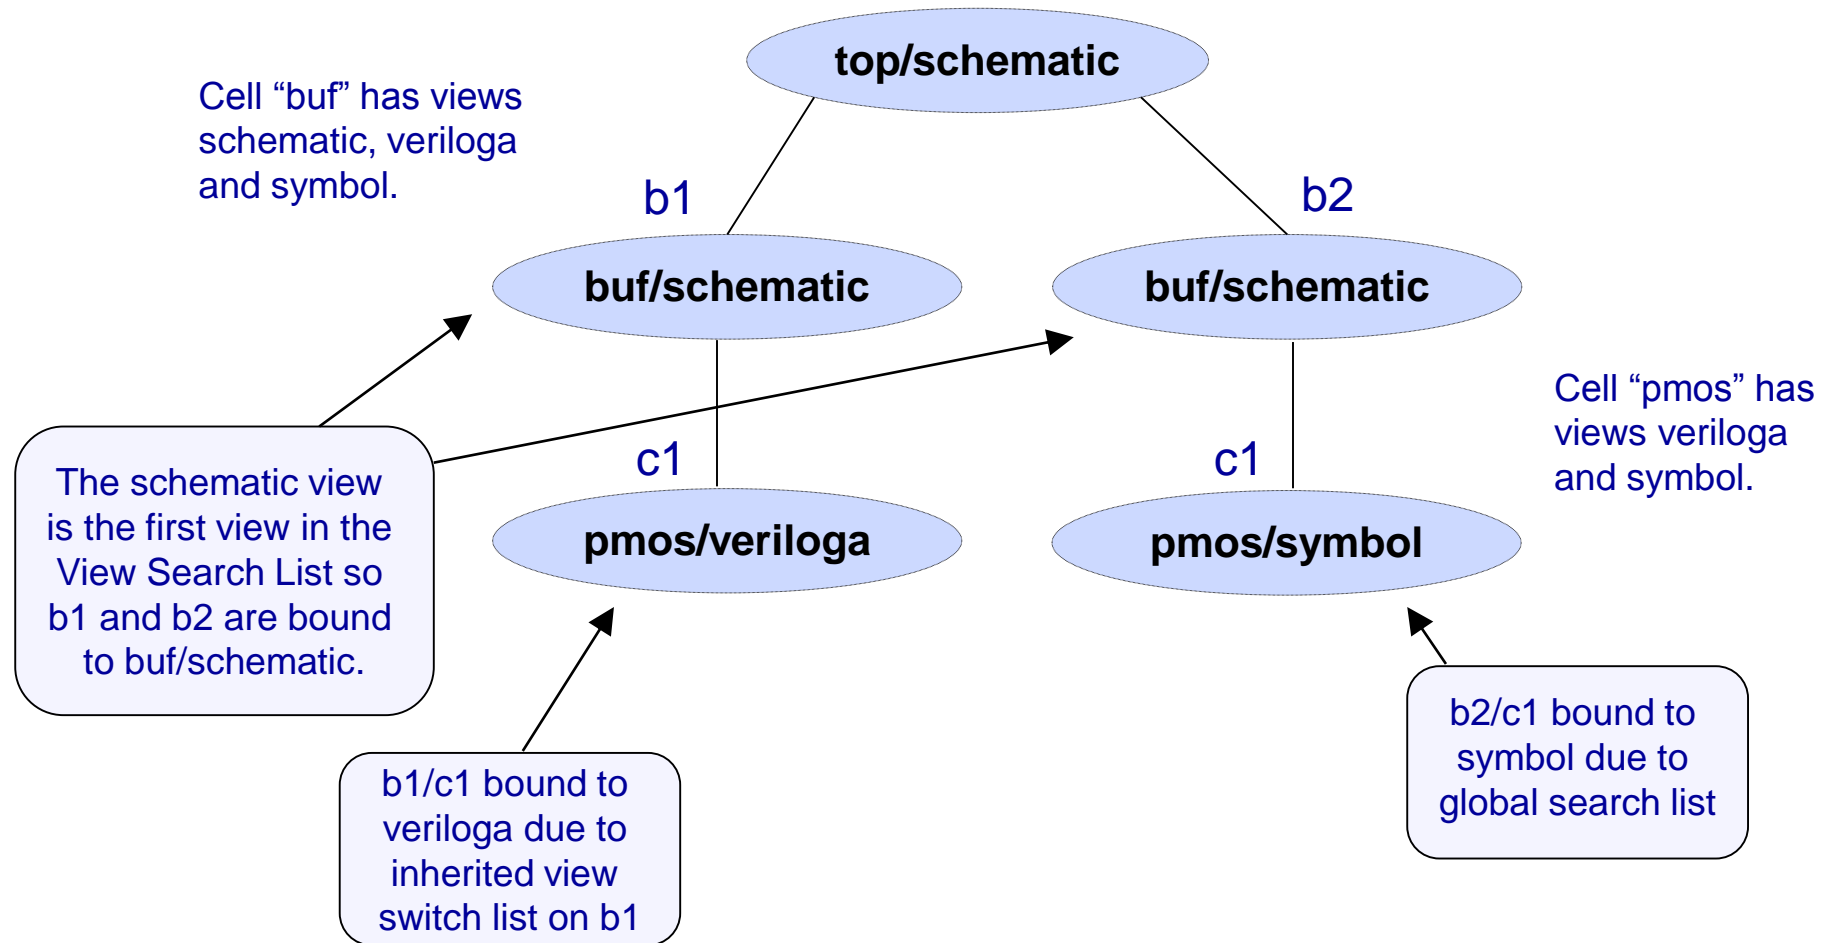 top/schematic
Cell “buf” has views
schematic, veriloga
and symbol.
b1
b2
buf/schematic
buf/schematic
Cell “pmos” has
views veriloga
and symbol.
The schematic view
is the first view in the
View Search List so
b1 and b2 are bound
to buf/schematic.
c1
c1
pmos/veriloga
pmos/symbol
b1/c1 bound to
veriloga due to
inherited view
switch list on b1
b2/c1 bound to
symbol due to
global search list